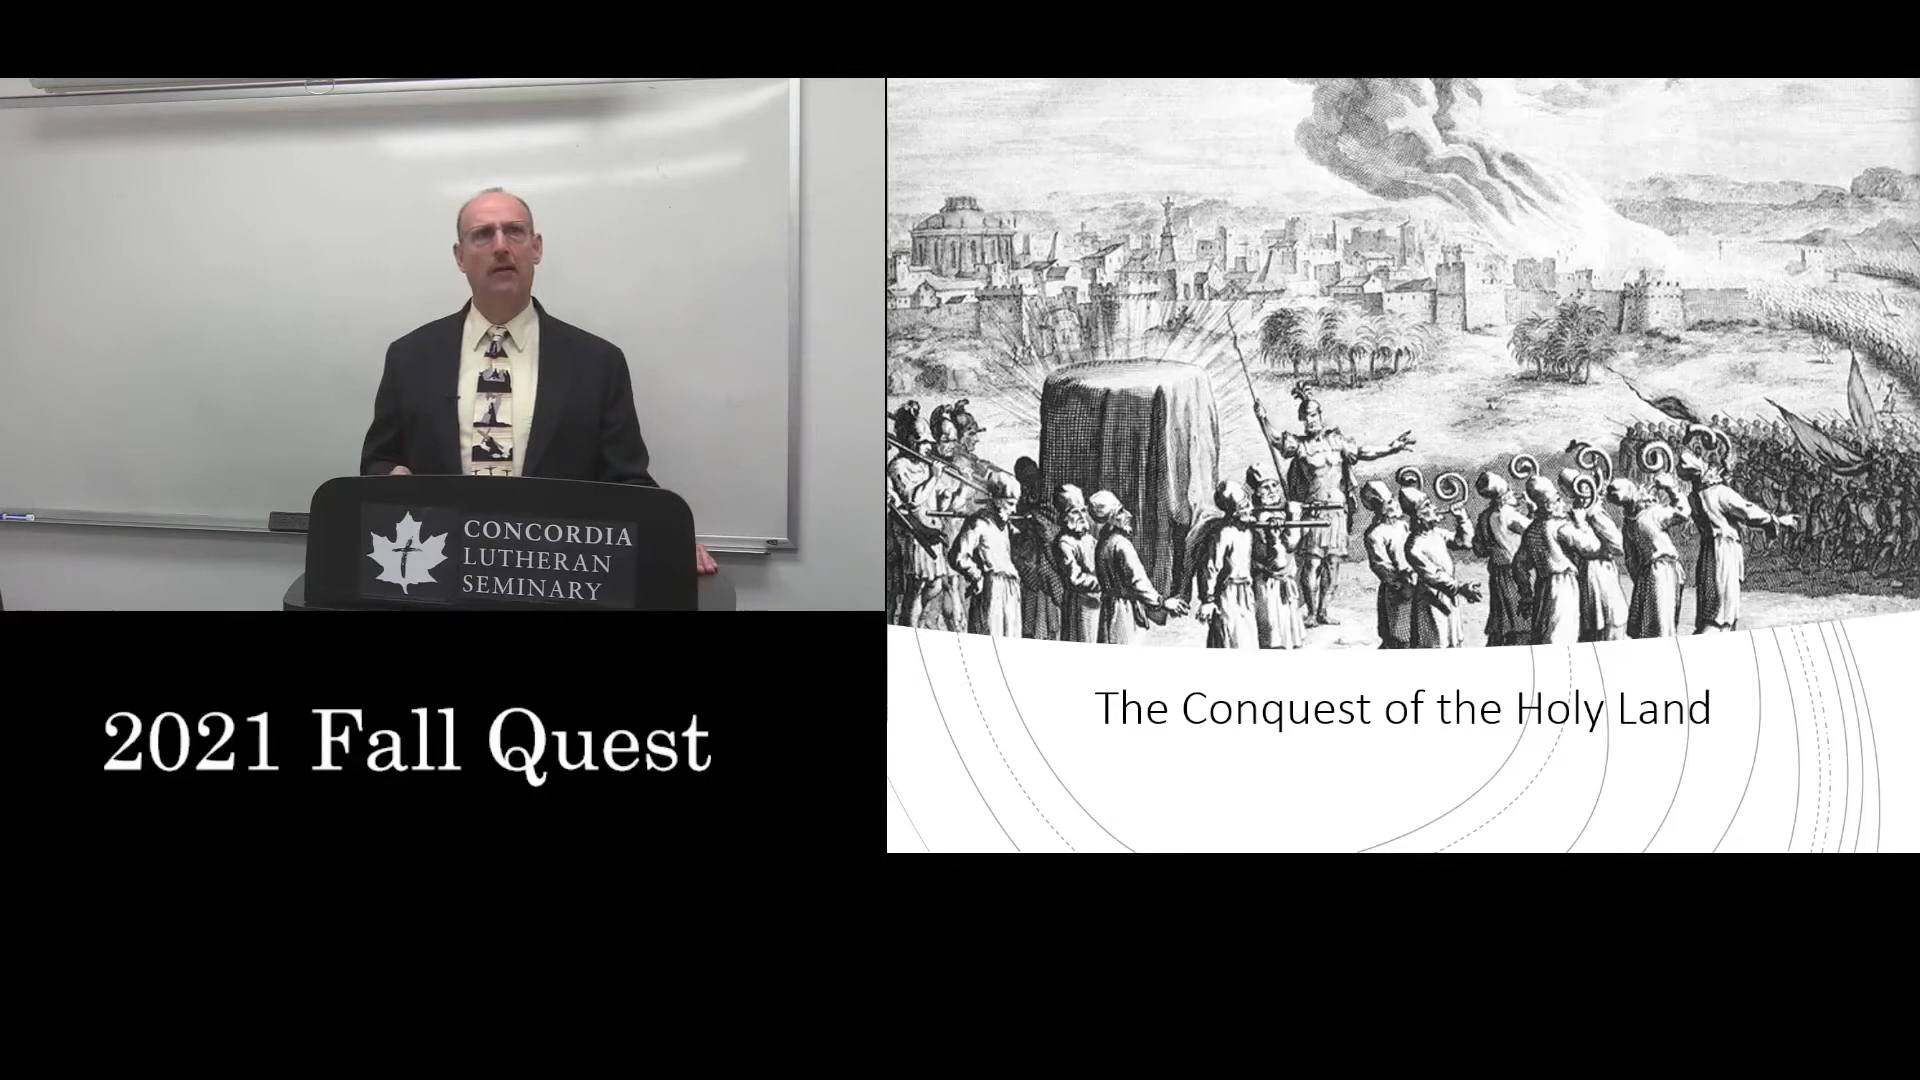 CONCORDIA
LUTHERAN
SEMINARY
2021 Fall Quest
The Conquest of the Holy Land